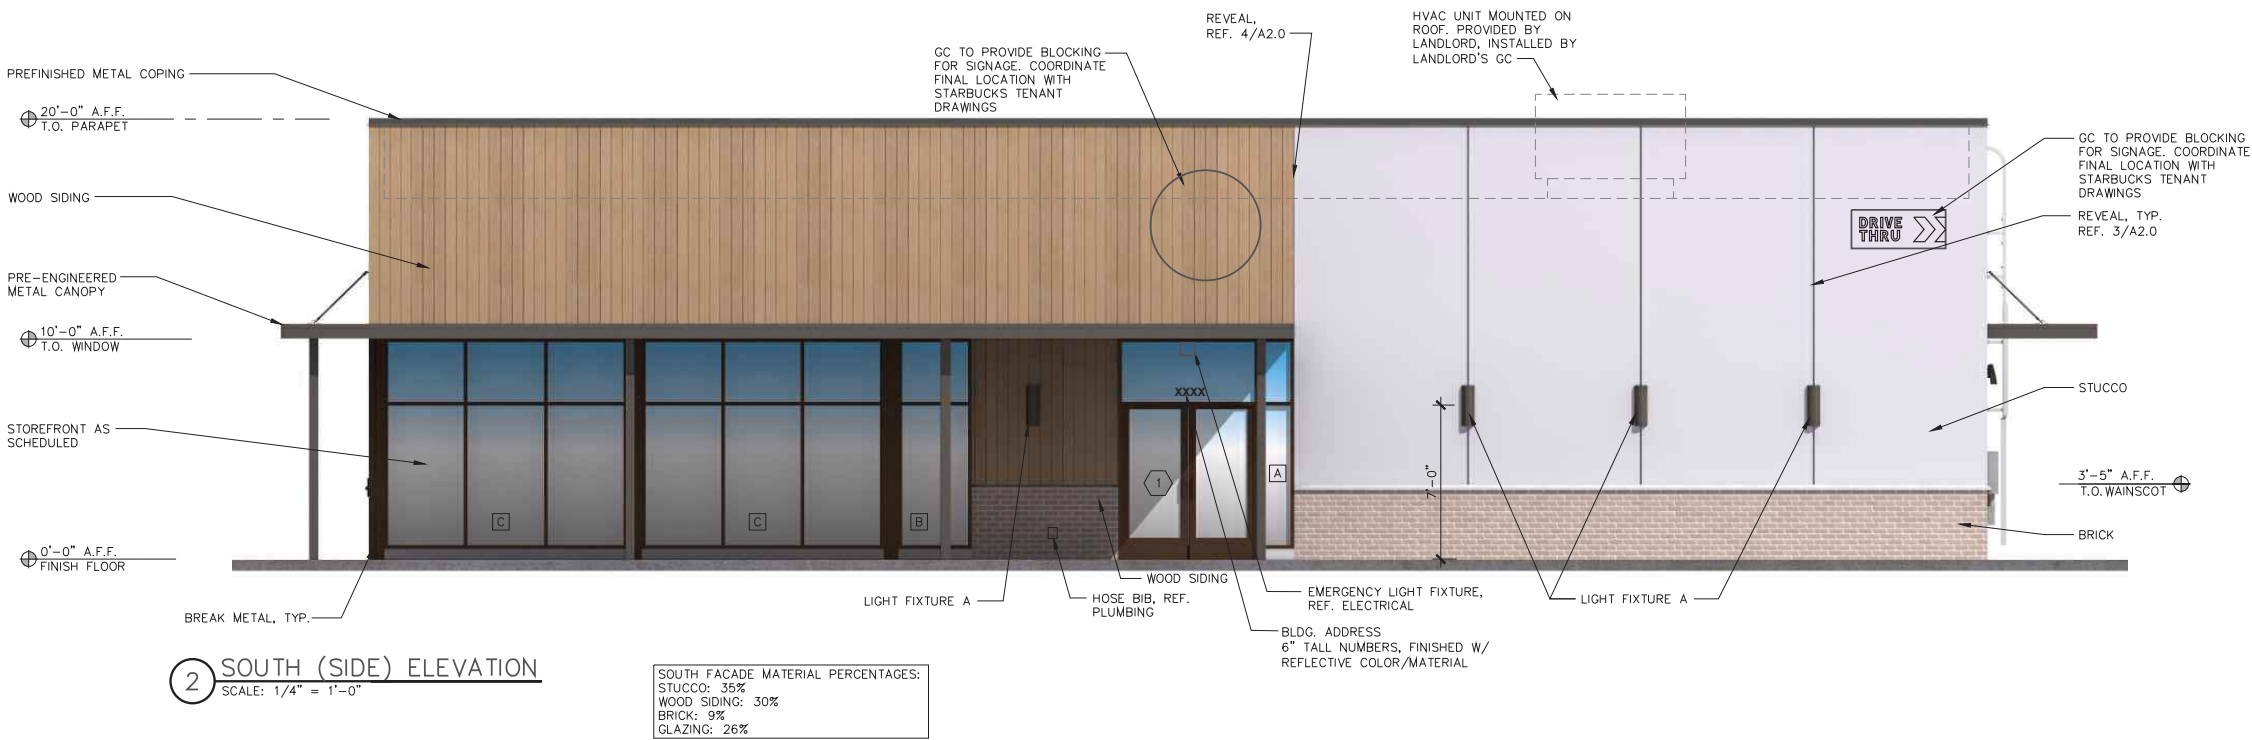 REVEAL,
REF. 4/A2.0
HVAC UNIT MOUNTED ON
ROOF. PROVIDED BY
LANDLORD, INSTALLED BY
LANDLORD'S GC
GC TO PROVIDE BLOCKING
FOR SIGNAGE. COORDINATE
FINAL LOCATION WITH
STARBUCKS TENANT
DRAWINGS
PREFINISHED METAL COPING
20'-0" A.F.F.
T.O. PARAPET
GC TO PROVIDE BLOCKING
FOR SIGNAGE. COORDINATE
FINAL LOCATION WITH
STARBUCKS TENANT
DRAWINGS
WOOD SIDING
REVEAL, TYP.
REF. 3/A2.0
DRIVE
THRU
PRE-ENGINEERED
METAL CANOPY
10'-0" A.F.F.
T.O. WINDOW
XXXX
STUCCO
STOREFRONT AS
SCHEDULED
7'-0"
A
1
3'-5" A.F.F.
T.O. WAINSCOT
C
C
B
BRICK
0'-0" A.F.F.
FINISH FLOOR
WOOD SIDING
LIGHT FIXTURE A
HOSE BIB, REF.
PLUMBING
EMERGENCY LIGHT FIXTURE,
REF. ELECTRICAL
LIGHT FIXTURE A
BREAK METAL, TYP.
BLDG. ADDRESS
6" TALL NUMBERS, FINISHED W/
REFLECTIVE COLOR/MATERIAL
2
SOUTH (SIDE) ELEVATION
SCALE: 1/4" = 1'-0"
SOUTH FACADE MATERIAL PERCENTAGES:
STUCCO: 35%
WOOD SIDING: 30%
BRICK: 9%
GLAZING: 26%